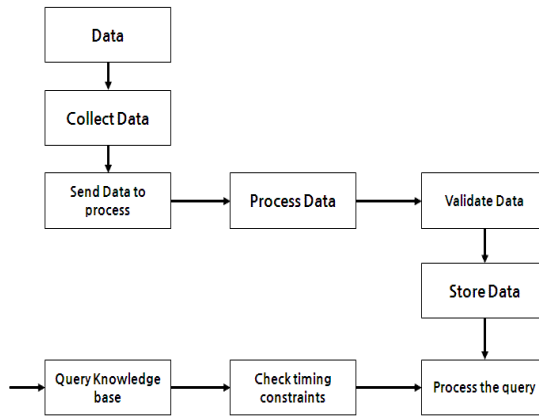 Data
Collect Data
Send Data to
process
Process Data
Validate Data
Store Data
Query Knowledge
base
Check timing
constraints
Process the query